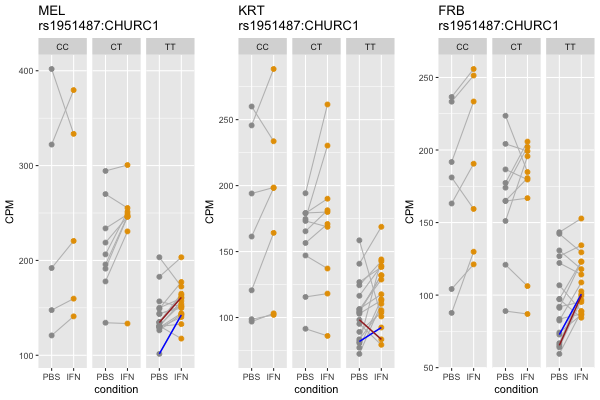 MEL
rs1951487:CHURC1
CC CT TT
CPM
400
300
200
100
PBS IFN PBS IFN PBS IFN
condition
KRT
rs1951487:CHURC1
CC CT TT
CPM
250
200
150
100
PBS IFN PBS IFN PBS IFN
condition
FRB
rs1951487:CHURC1
CC CT TT
CPM
250
200
150
100
50
PBS IFN PBS IFN PBS IFN
condition